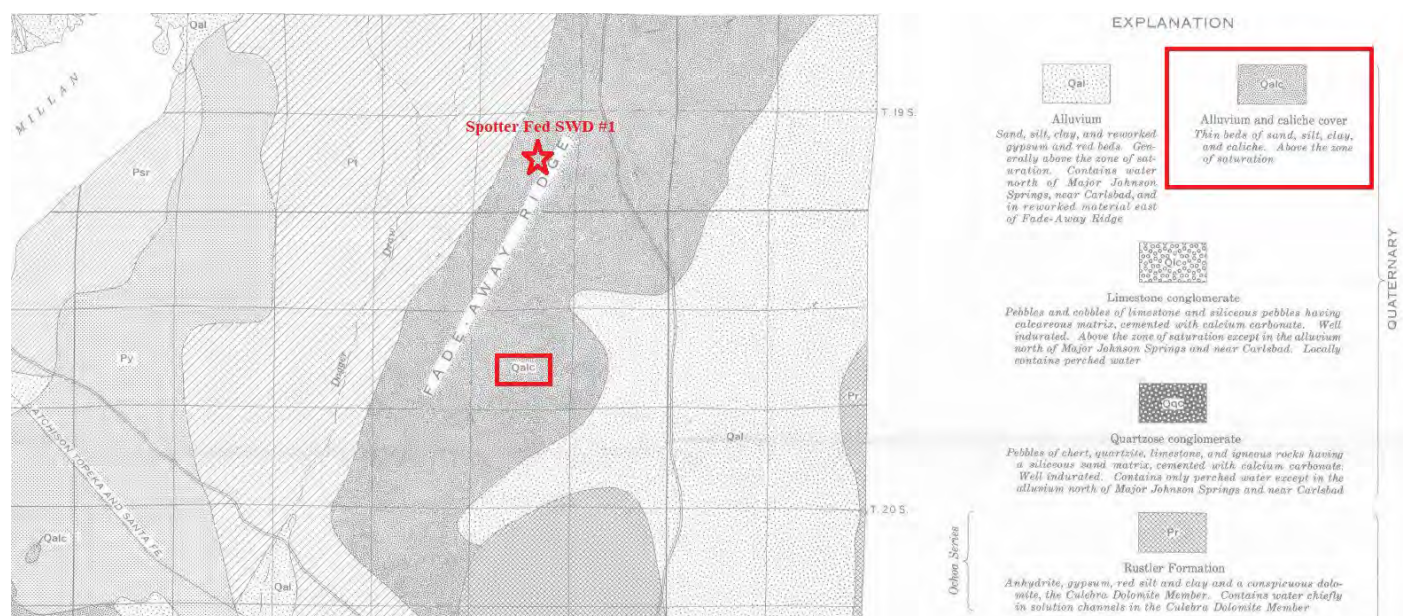 EXPLANATION
Qal
MILLAN
Spotter Fed SWD #1
T. 19 S.
Psr
Pt
FADE-AWAY RIDGE
Draw
Dagger
Py
Qalc
Pr
Qal
ATCHISON TOPEKA AND SANTA FE
T. 20 S.
Qalc
Qal
Qal
Alluvium
Sand, silt, clay, and reworked
gypsum and red beds. Gen-
erally above the zone of sat-
uration. Contains water
north of Major Johnson
Springs, near Carlsbad, and
in reworked material east
of Fade-Away Ridge
Qalc
Alluvium and caliche cover
Thin beds of sand, silt, clay,
and caliche. Above the zone
of saturation
Qlc
Limestone conglomerate
Pebbles and cobbles of limestone and siliceous pebbles having
calcareous matrix, cemented with calcium carbonate. Well
indurated. Above the zone of saturation except in the alluvium
north of Major Johnson Springs and near Carlsbad. Locally
contains perched water
Qqc
Quartzose conglomerate
Pebbles of chert, quartzite, limestone, and igneous rocks having
a siliceous sand matrix, cemented with calcium carbonate.
Well indurated. Contains only perched water except in the
alluvium north of Major Johnson Springs and near Carlsbad
QUATERNARY
Ochoa Series
Pr
Rustler Formation
Anhydrite, gypsum, red silt and clay and a conspicuous dolo-
mite, the Culebra Dolomite Member. Contains water chiefly
in solution channels in the Culebra Dolomite Member